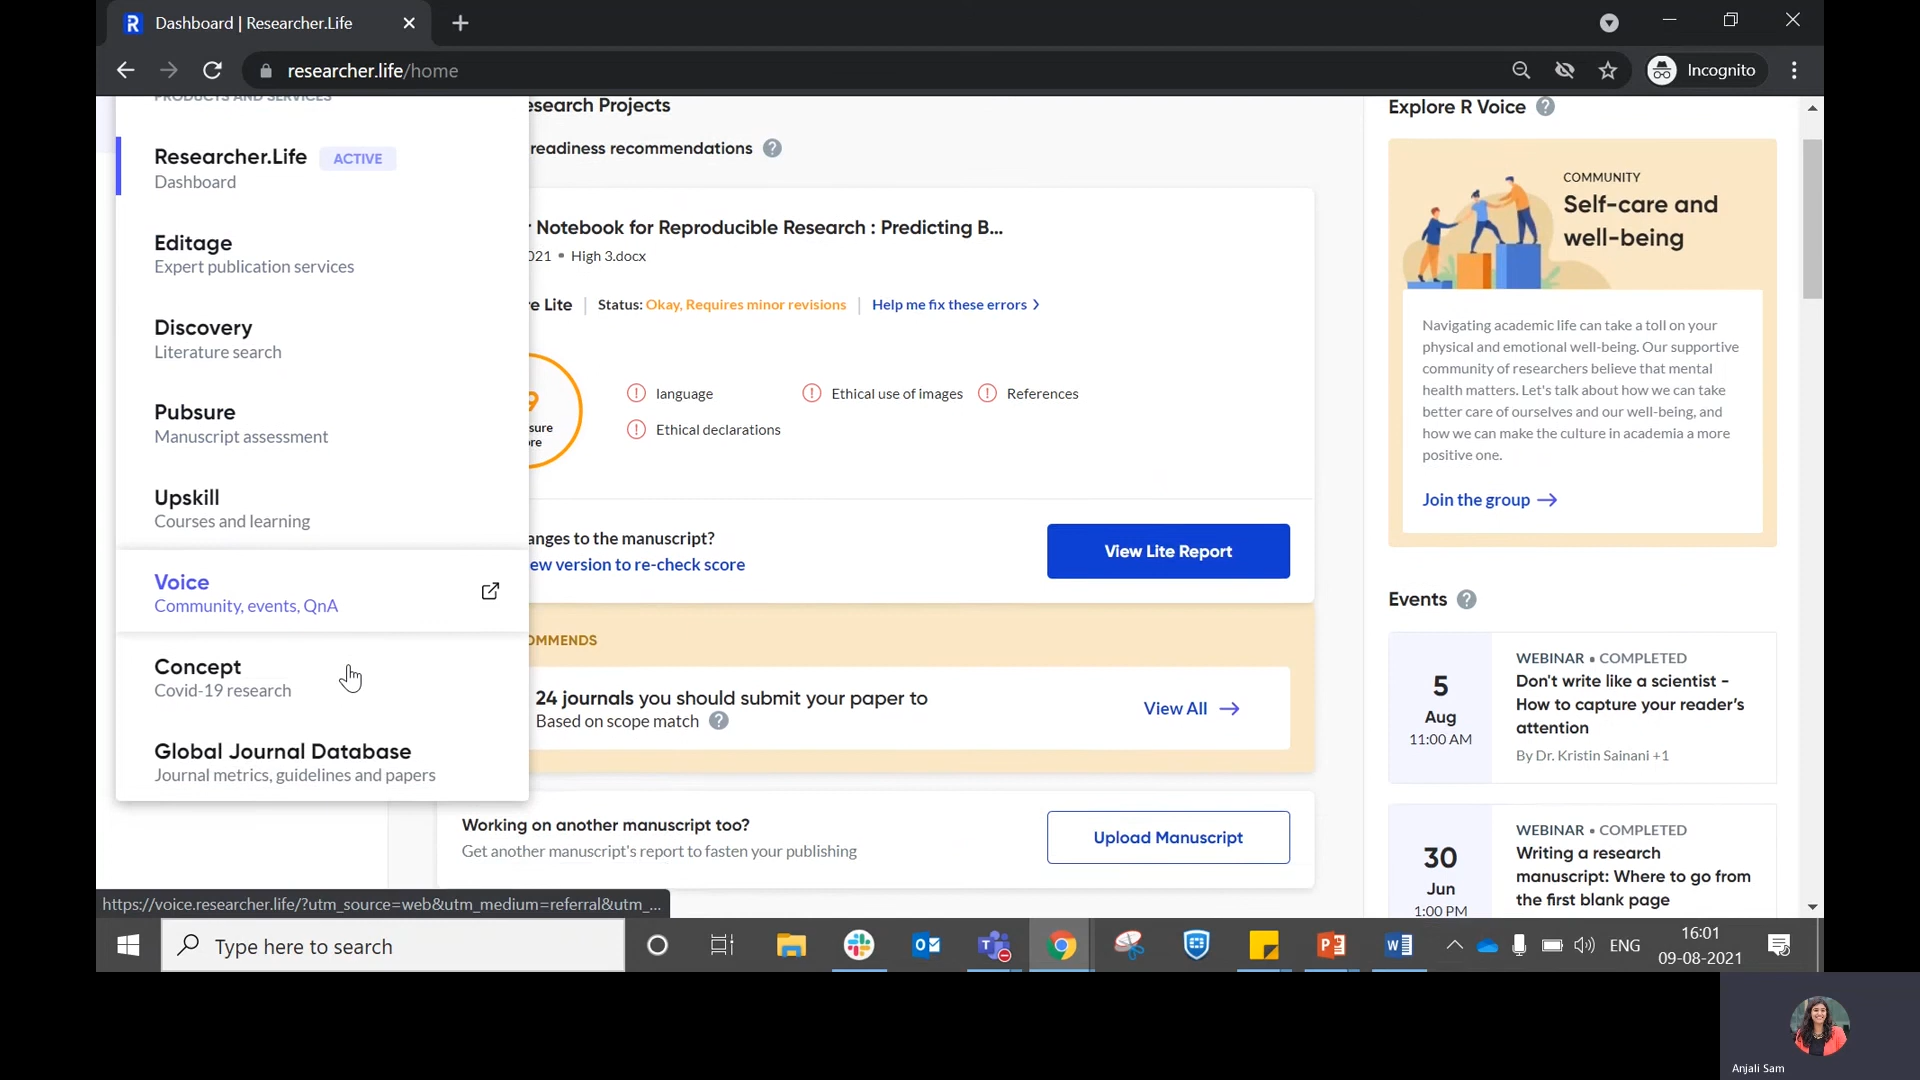 Dashboard | Researcher.Life
researcher.life/home
Incognito
PRODUCTS AND SERVICES
Researcher.Life ACTIVE
Dashboard
Editage
Expert publication services
Discovery
Literature search
Pubsure
Manuscript assessment
Upskill
Courses and learning
Voice
Community, events, QnA
Concept
Covid-19 research
Global Journal Database
Journal metrics, guidelines and papers
esearch Projects
readiness recommendations
Notebook for Reproducible Research : Predicting B...
021 • High 3.docx
e Lite | Status: Okay, Requires minor revisions | Help me fix these errors
9
sure
re
language
Ethical use of images
References
Ethical declarations
anges to the manuscript?
ew version to re-check score
View Lite Report
OMMENDS
24 journals you should submit your paper to
Based on scope match
View All
Working on another manuscript too?
Get another manuscript's report to fasten your publishing
Upload Manuscript
Explore R Voice
COMMUNITY
Self-care and
well-being
Navigating academic life can take a toll on your
physical and emotional well-being. Our supportive
community of researchers believe that mental
health matters. Let's talk about how we can take
better care of ourselves and our well-being, and
how we can make the culture in academia a more
positive one.
Join the group
Events
5
Aug
11:00 AM
WEBINAR • COMPLETED
Don't write like a scientist -
How to capture your reader's
attention
By Dr. Kristin Sainani +1
30
Jun
1:00 PM
WEBINAR • COMPLETED
Writing a research
manuscript: Where to go from
the first blank page
https://voice.researcher.life/?utm_source=web&utm_medium=referral&utm_...
Type here to search
ENG
16:01
09-08-2021
Anjali Sam